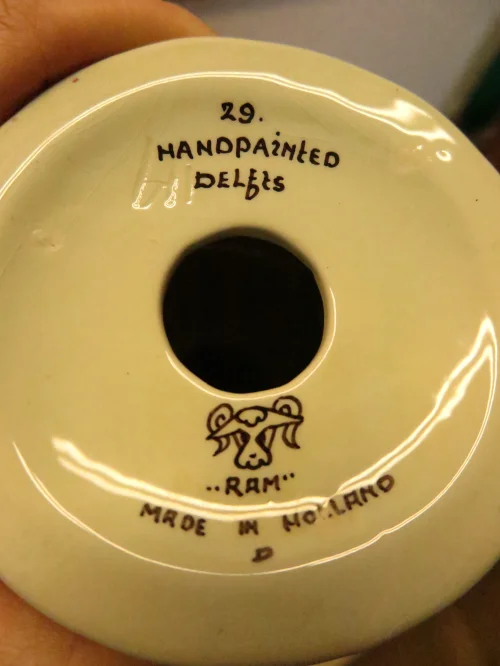 29.
HANDPAiNtED
DELFtS
"RAM"
MADE IN HOLLAND
D